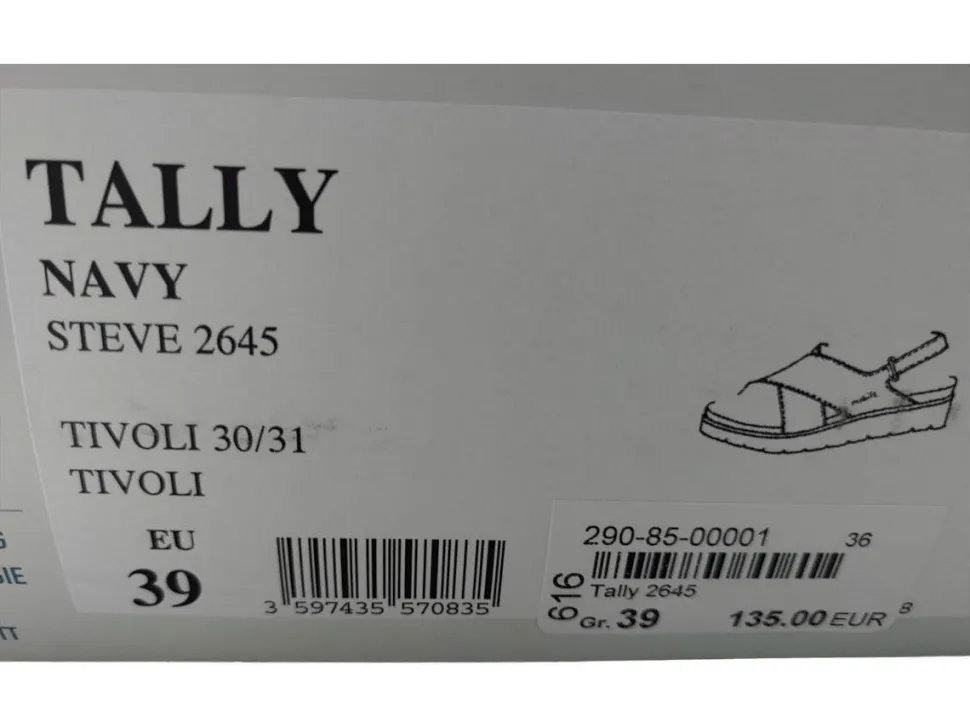 TALLY
NAVY
STEVE 2645
TIVOLI 30/31
TIVOLI
EU
39
3 597435 570835
290-85-00001 36
616
Tally 2645
Gr. 39 135.00 EUR B